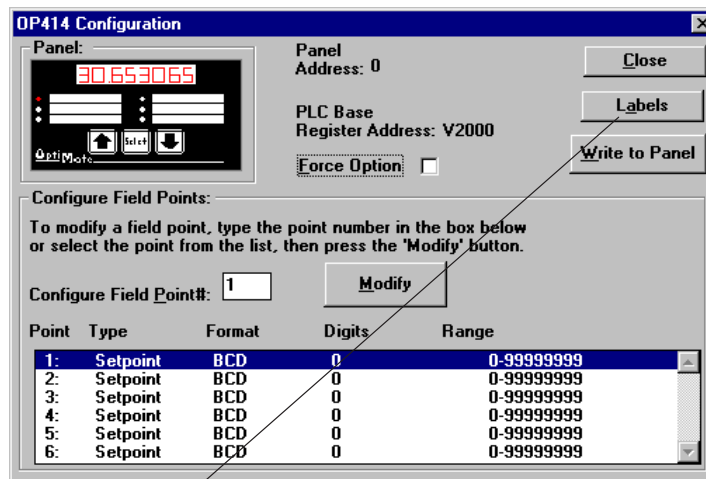 OP414 Configuration
Panel:
30.653065
Select
OptiMate
Panel
Address: 0
PLC Base
Register Address: V2000
Force Option
Close
Labels
Write to Panel
Configure Field Points:
To modify a field point, type the point number in the box below
or select the point from the list, then press the 'Modify' button.
Configure Field Point#: 1
Modify
Point Type Format Digits Range
1: Setpoint BCD 0 0-99999999
2: Setpoint BCD 0 0-99999999
3: Setpoint BCD 0 0-99999999
4: Setpoint BCD 0 0-99999999
5: Setpoint BCD 0 0-99999999
6: Setpoint BCD 0 0-99999999